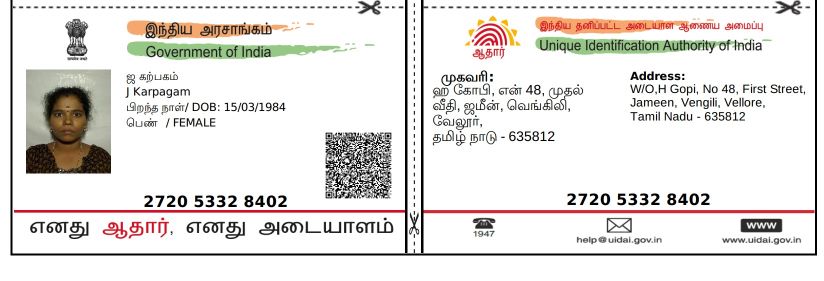 இந்திய அரசாங்கம்
Government of India
ஜ கற்பகம்
J Karpagam
பிறந்த நாள்/ DOB: 15/03/1984
பெண் / FEMALE
2720 5332 8402
எனது ஆதார், எனது அடையாளம்
ஆதார்
இந்திய தனிப்பட்ட அடையாள ஆணைய அமைப்பு
Unique Identification Authority of India
முகவரி:
ஹ கோபி, என் 48, முதல்
வீதி, ஜமீன், வெங்கிலி,
வேலூர்,
தமிழ் நாடு - 635812
Address:
W/O,H Gopi, No 48, First Street,
Jameen, Vengili, Vellore,
Tamil Nadu - 635812
2720 5332 8402
1947
help@uidai.gov.in
www
www.uidai.gov.in